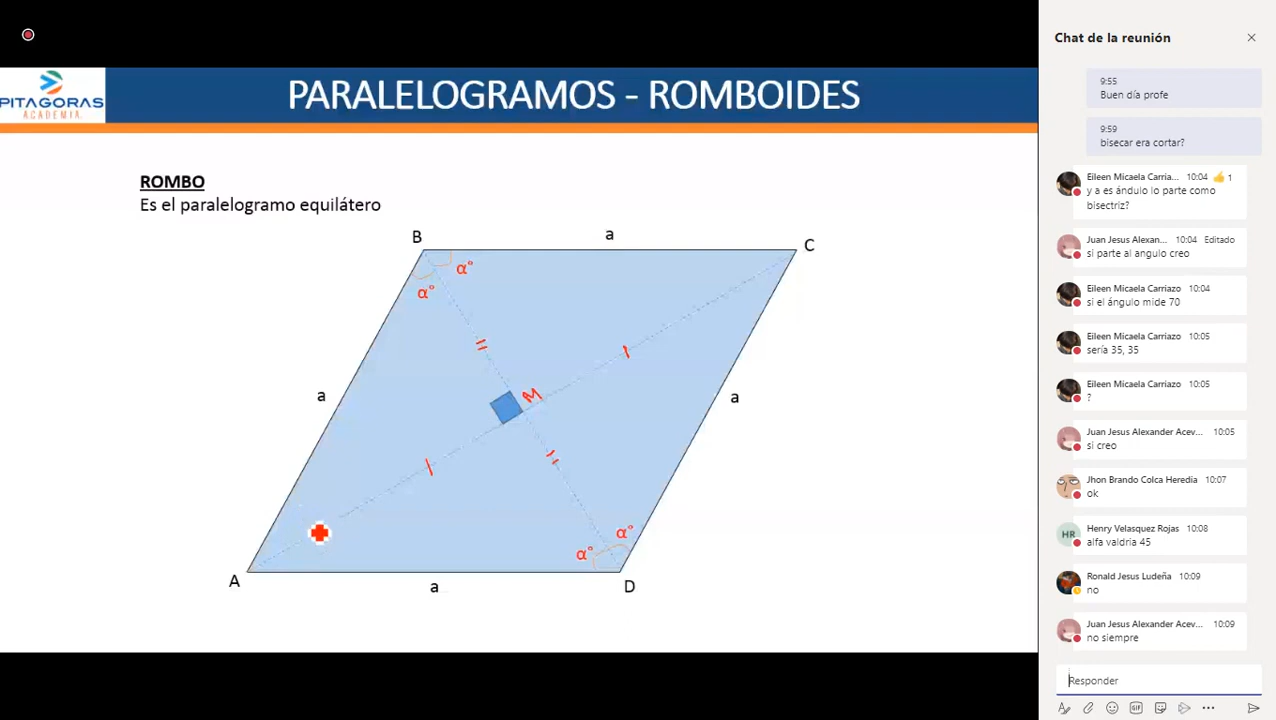 Chat de la reunión
PITAGORAS
ACADEMIA
PARALELOGRAMOS - ROMBOIDES
ROMBO
Es el paralelogramo equilátero
B
a
C
α°
α°
a
M
a
α°
α°
A
a
D
9:55
Buen día profe
9:59
bisecar era cortar?
Eileen Micaela Carria... 10:04 👍 1
y a es ándulo lo parte como
bisectriz?
Juan Jesus Alexan... 10:04 Editado
si parte al angulo creo
Eileen Micaela Carriazo 10:04
si el ángulo mide 70
Eileen Micaela Carriazo 10:05
sería 35, 35
Eileen Micaela Carriazo 10:05
?
Juan Jesus Alexander Acev... 10:05
si creo
Jhon Brando Colca Heredia 10:07
ok
HR
Henry Velasquez Rojas 10:08
alfa valdria 45
Ronald Jesus Ludeña 10:09
no
Juan Jesus Alexander Acev... 10:09
no siempre
Responder
GIF